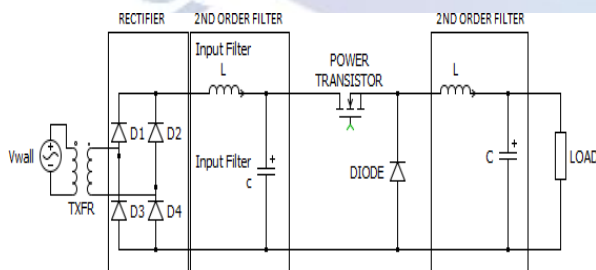 RECTIFIER
2ND ORDER FILTER
2ND ORDER FILTER
Input Filter
L
POWER
TRANSISTOR
L
D1
D2
Vwall
Input Filter
c
DIODE
C
LOAD
TXFR
D3
D4
+
+